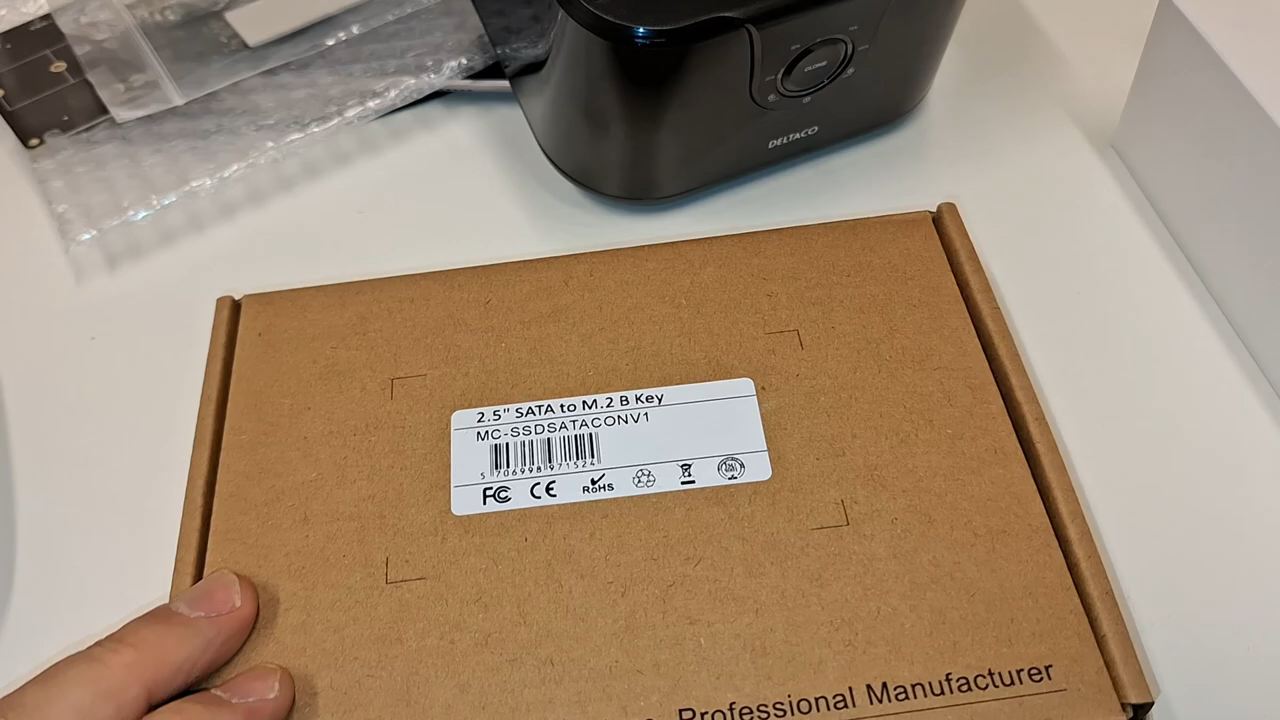 CLONE
DELTACO
2.5" SATA to M.2 B Key
MC-SSDSATACONV1
5 706998 971524
FC CE RoHS
Professional Manufacturer